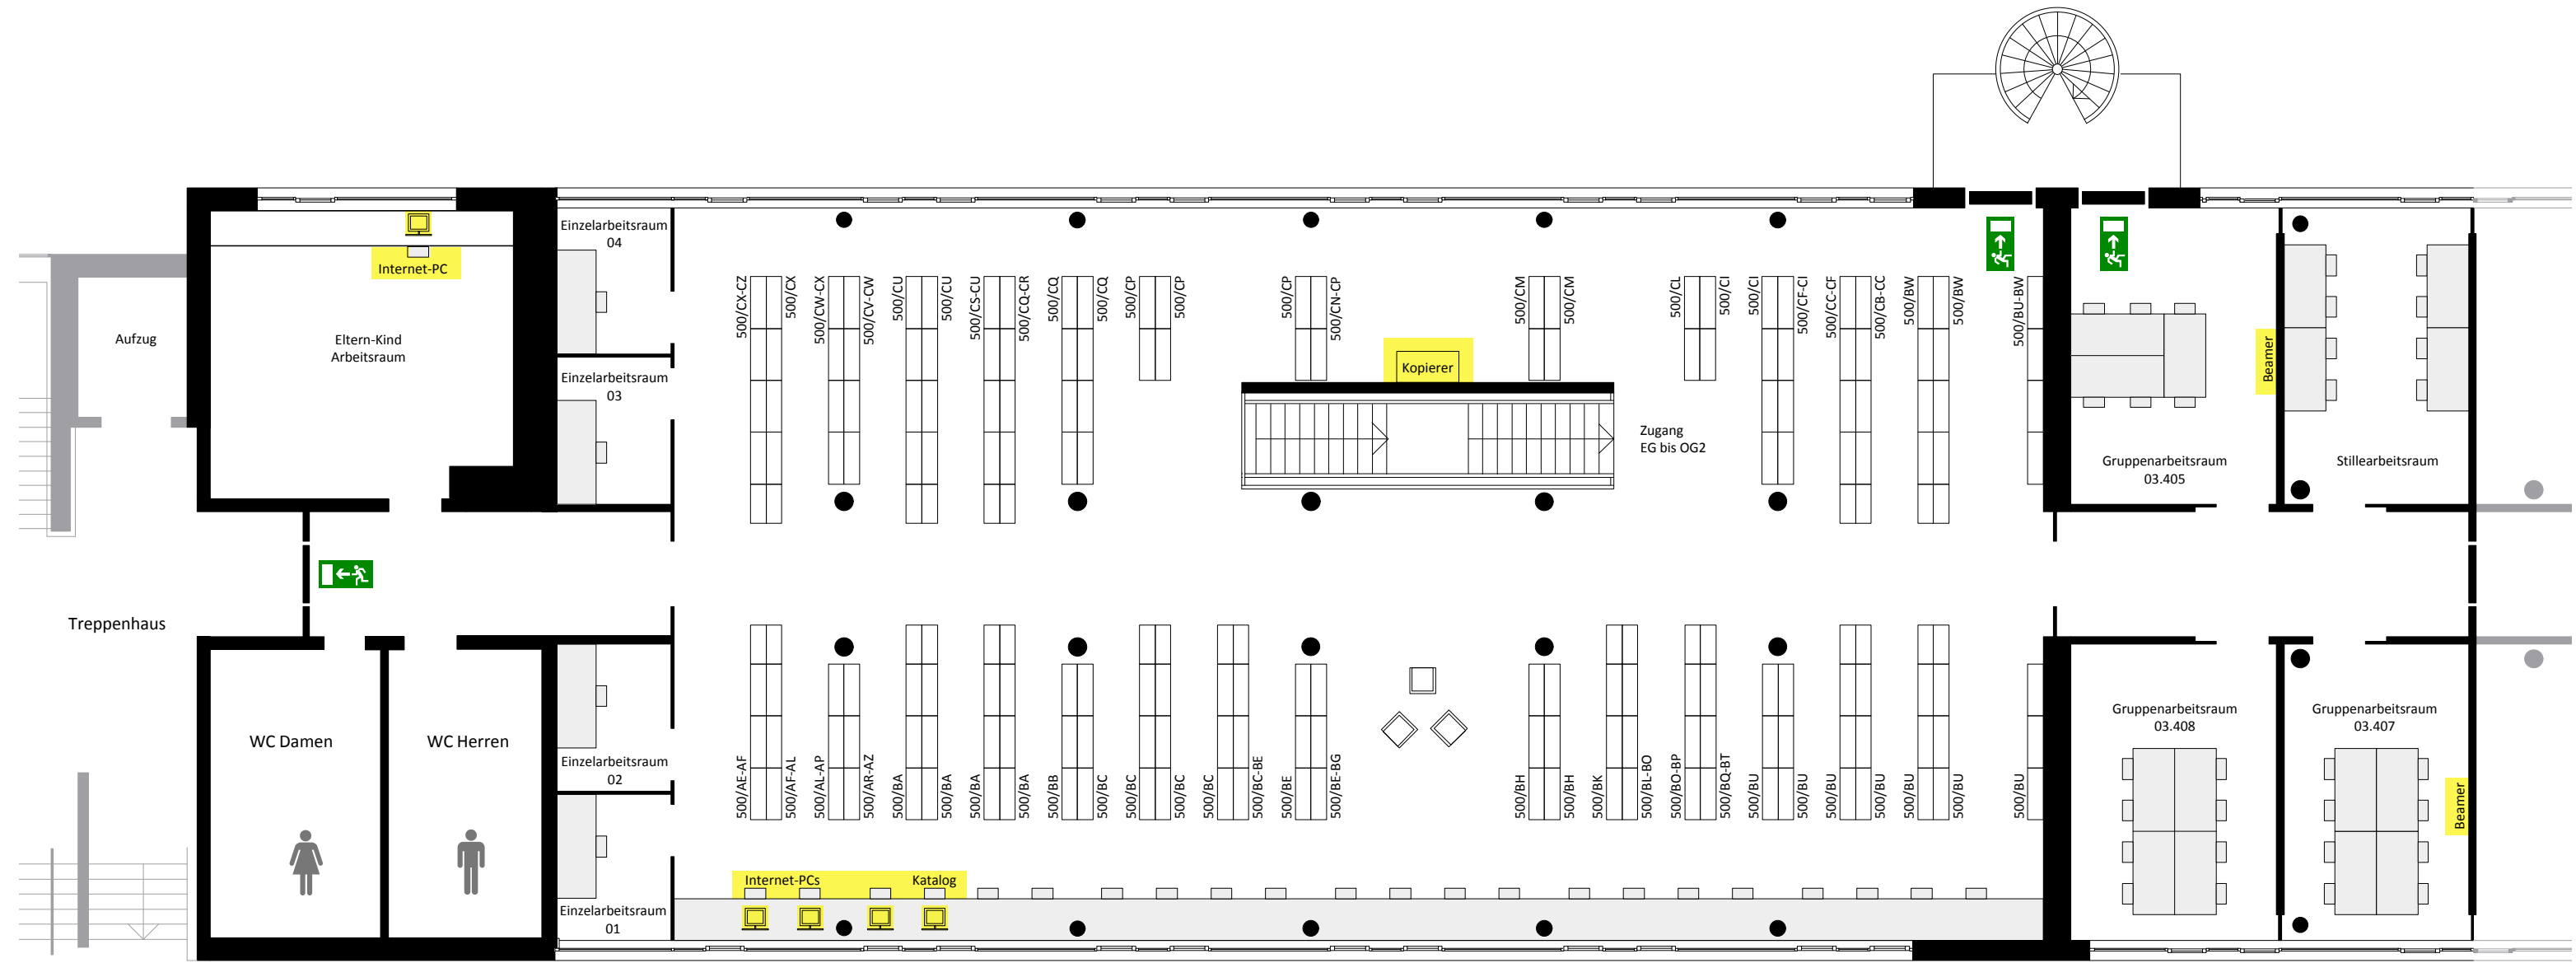 Einzelarbeitsraum
04
Internet-PC
Aufzug
Eltern-Kind
Arbeitsraum
Einzelarbeitsraum
03
500/CX-CZ
500/CX
500/CW-CX
500/CV-CW
500/CU
500/CU
500/CS-CU
500/CQ-CR
500/CQ
500/CQ
500/CP
500/CP
500/CP
500/CN-CP
500/CM
500/CM
500/CL
500/CI
500/CI
500/CF-CI
500/CC-CF
500/CB-CC
500/BW
500/BW
500/BU-BW
Kopierer
Beamer
Zugang
EG bis OG2
Gruppenarbeitsraum
03.405
Stillearbeitsraum
Treppenhaus
WC Damen
WC Herren
Einzelarbeitsraum
02
500/AE-AF
500/AF-AL
500/AL-AP
500/AR-AZ
500/BA
500/BA
500/BA
500/BA
500/BB
500/BC
500/BC
500/BC
500/BC
500/BC-BE
500/BE
500/BE-BG
500/BH
500/BH
500/BK
500/BL-BO
500/BO-BP
500/BQ-BT
500/BU
500/BU
500/BU
500/BU
500/BU
500/BU
500/BU
Gruppenarbeitsraum
03.408
Gruppenarbeitsraum
03.407
Beamer
Internet-PCs
Katalog
Einzelarbeitsraum
01